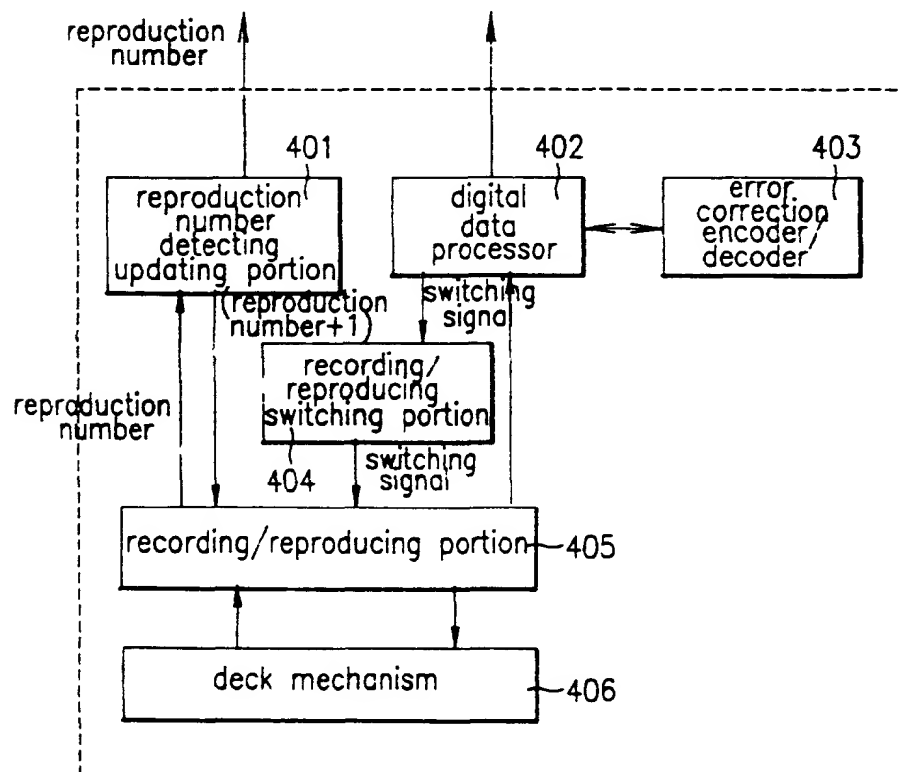 reproduction
number
401
402
403
reproduction
number
detecting
updating portion
digital
data
processor
error
correction
encoder/
decoder
(reproduction
number+1)
switching
signal
recording/
reproducing
switching portion
reproduction
number
404
switching
signal
recording/reproducing portion
405
deck mechanism
406